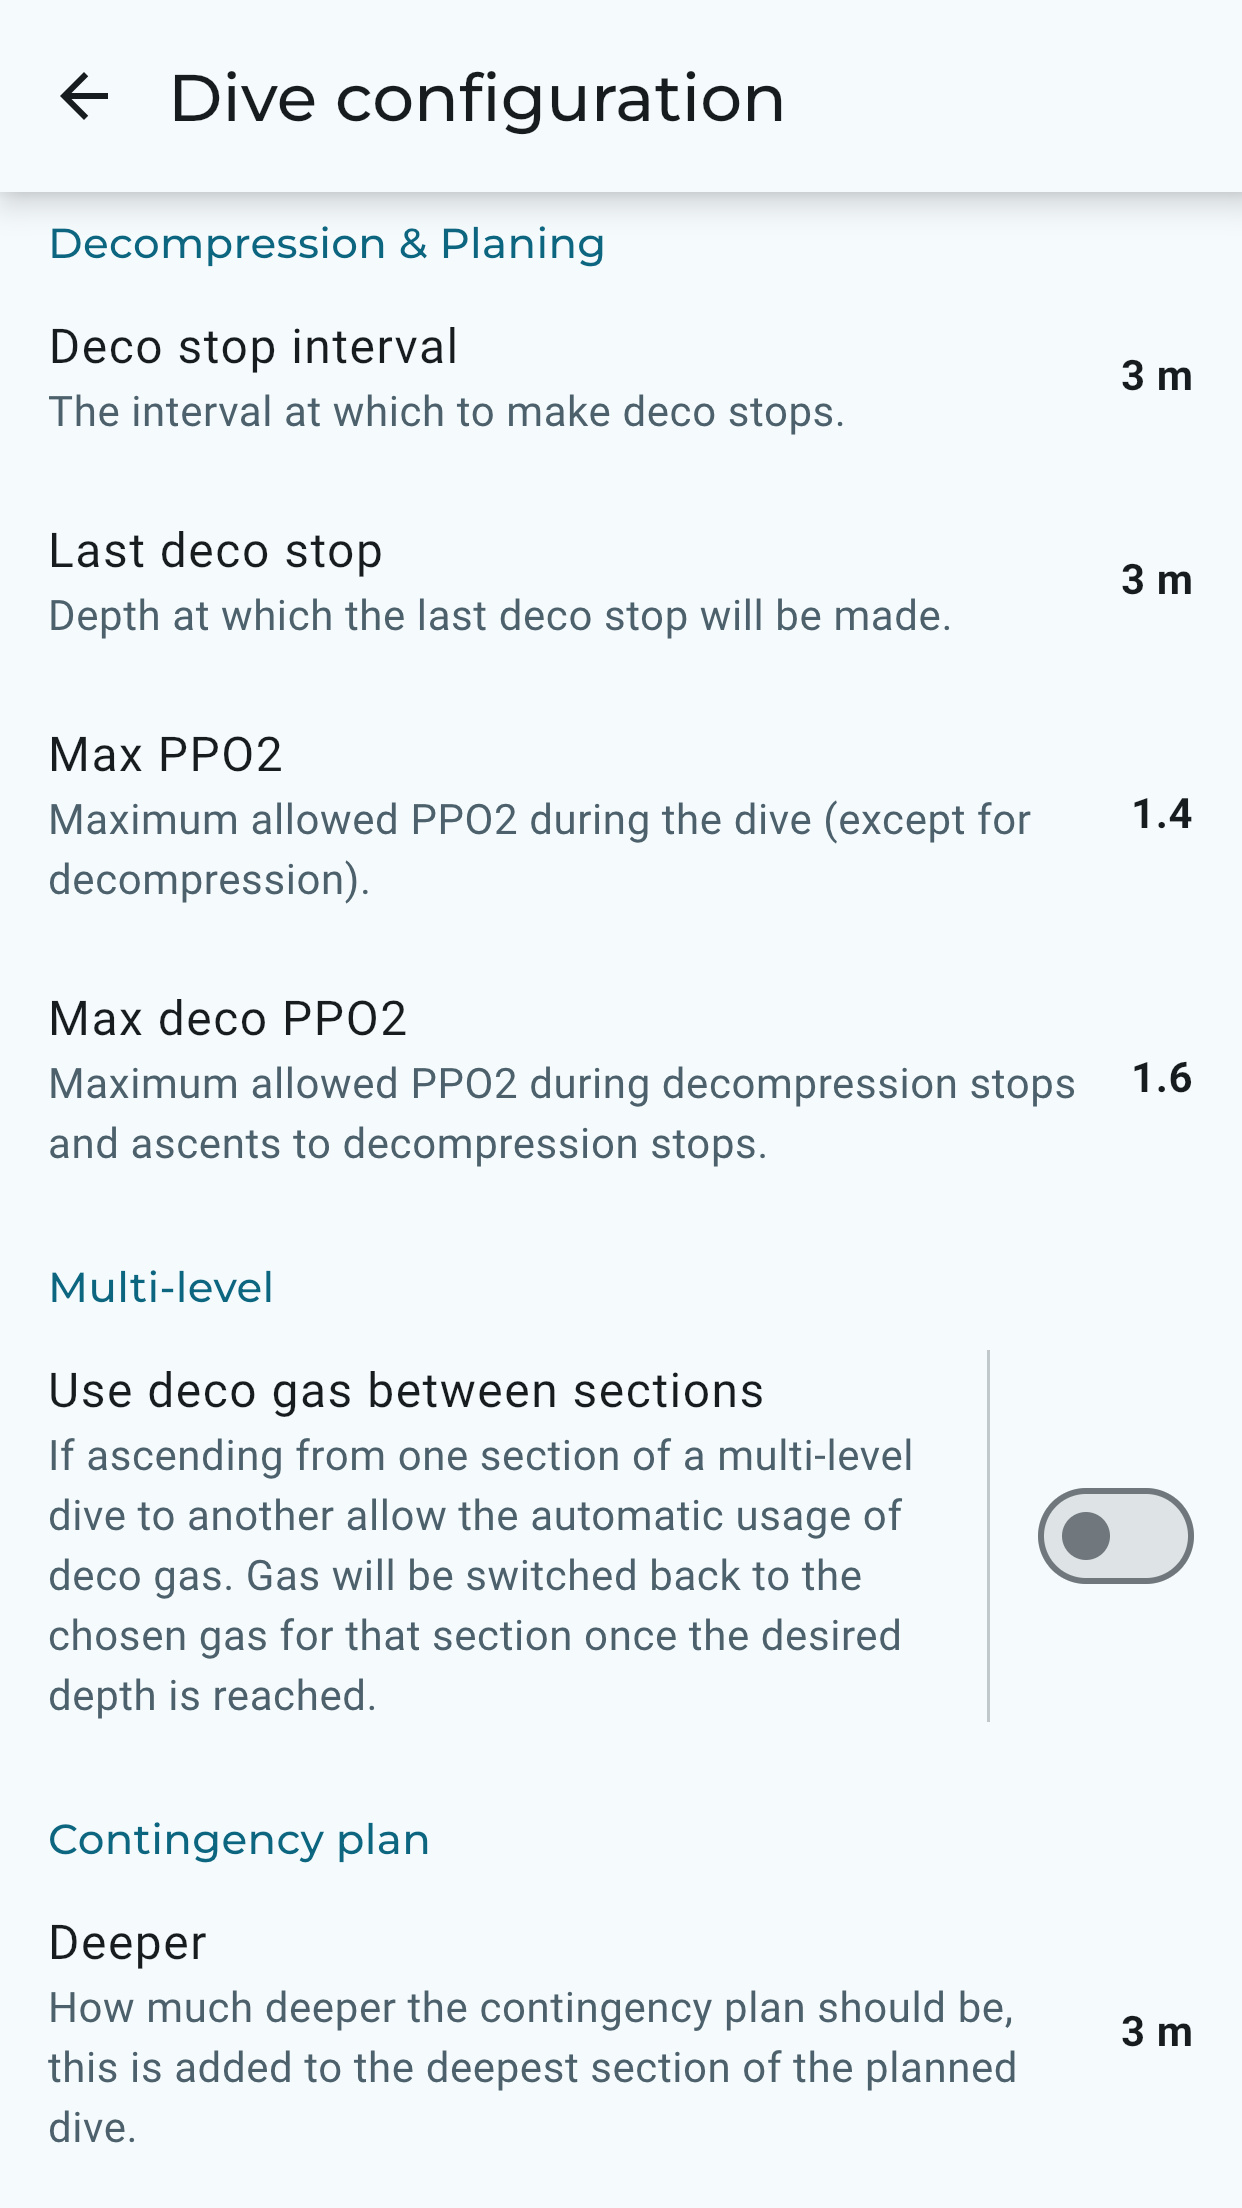 Dive configuration
Decompression & Planing
Deco stop interval
The interval at which to make deco stops.
3 m
Last deco stop
Depth at which the last deco stop will be made.
3 m
Max PPO2
Maximum allowed PPO2 during the dive (except for
decompression).
1.4
Max deco PPO2
Maximum allowed PPO2 during decompression stops
and ascents to decompression stops.
1.6
Multi-level
Use deco gas between sections
If ascending from one section of a multi-level
dive to another allow the automatic usage of
deco gas. Gas will be switched back to the
chosen gas for that section once the desired
depth is reached.
Contingency plan
Deeper
How much deeper the contingency plan should be,
this is added to the deepest section of the planned
dive.
3 m